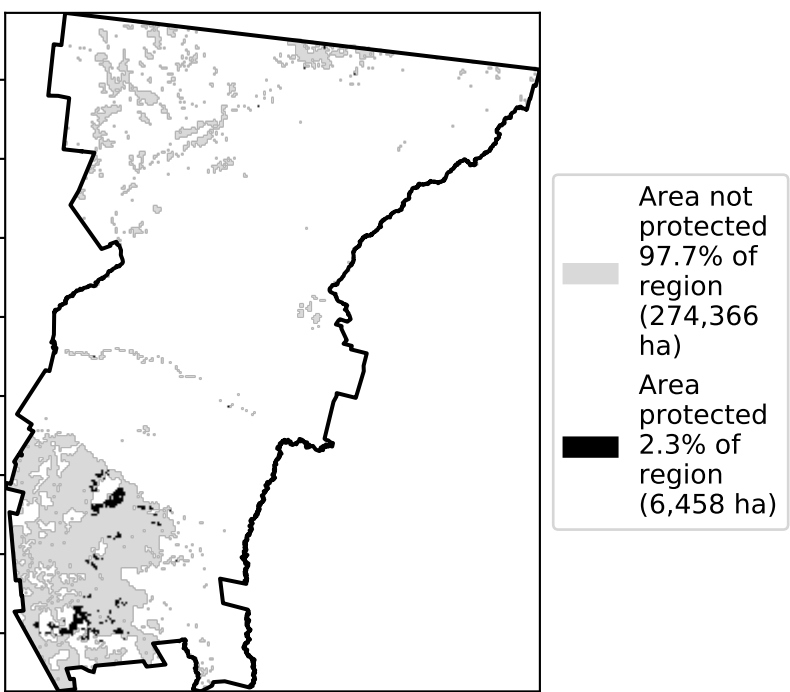 Area not
protected
97.7% of
region
(274,366
ha)
Area
protected
2.3% of
region
(6,458 ha)